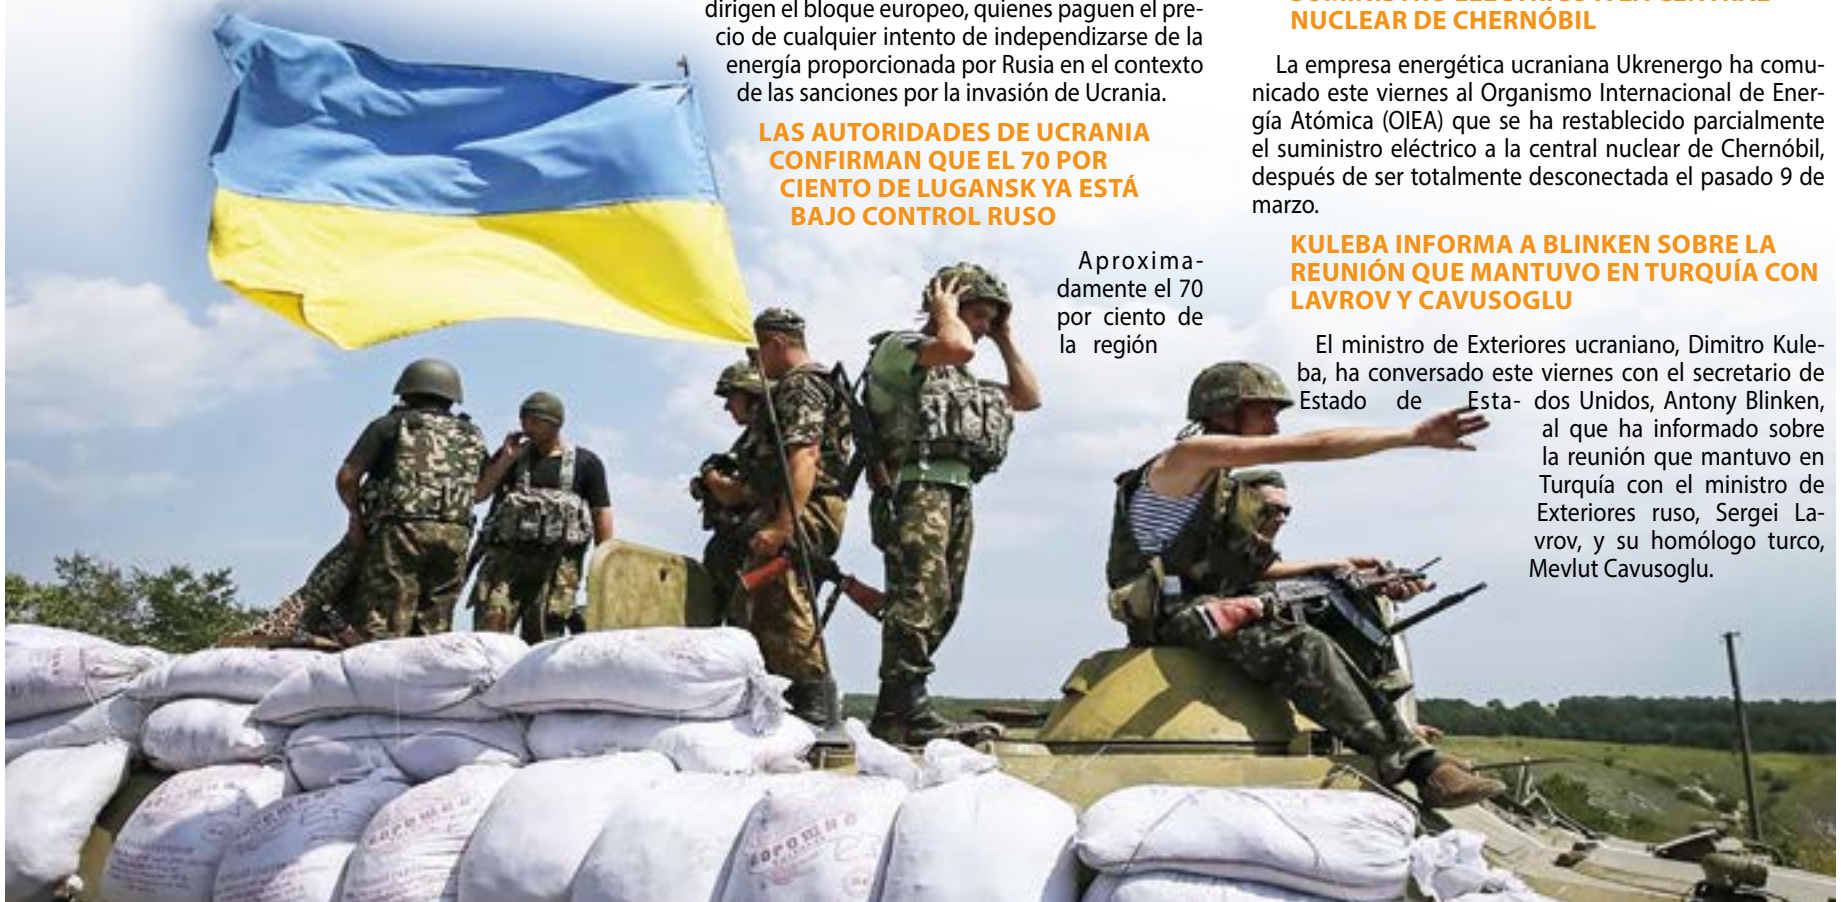 dirigen el bloque europeo, quienes paguen el pre-
cio de cualquier intento de independizarse de la
energía proporcionada por Rusia en el contexto
de las sanciones por la invasión de Ucrania.
LAS AUTORIDADES DE UCRANIA
CONFIRMAN QUE EL 70 POR
CIENTO DE LUGANSK YA ESTÁ
BAJO CONTROL RUSO
Aproxima-
damente el 70
por ciento de
la región
NUCLEAR DE CHERNÓBIL
La empresa energética ucraniana Ukrenergo ha comu-
nicado este viernes al Organismo Internacional de Ener-
gía Atómica (OIEA) que se ha restablecido parcialmente
el suministro eléctrico a la central nuclear de Chernóbil,
después de ser totalmente desconectada el pasado 9 de
marzo.
KULEBA INFORMA A BLINKEN SOBRE LA
REUNIÓN QUE MANTUVO EN TURQUÍA CON
LAVROV Y CAVUSOGLU
El ministro de Exteriores ucraniano, Dimitro Kule-
ba, ha conversado este viernes con el secretario de
Estado de Esta- dos Unidos, Antony Blinken,
al que ha informado sobre
la reunión que mantuvo en
Turquía con el ministro de
Exteriores ruso, Sergei La-
vrov, y su homólogo turco,
Mevlut Cavusoglu.